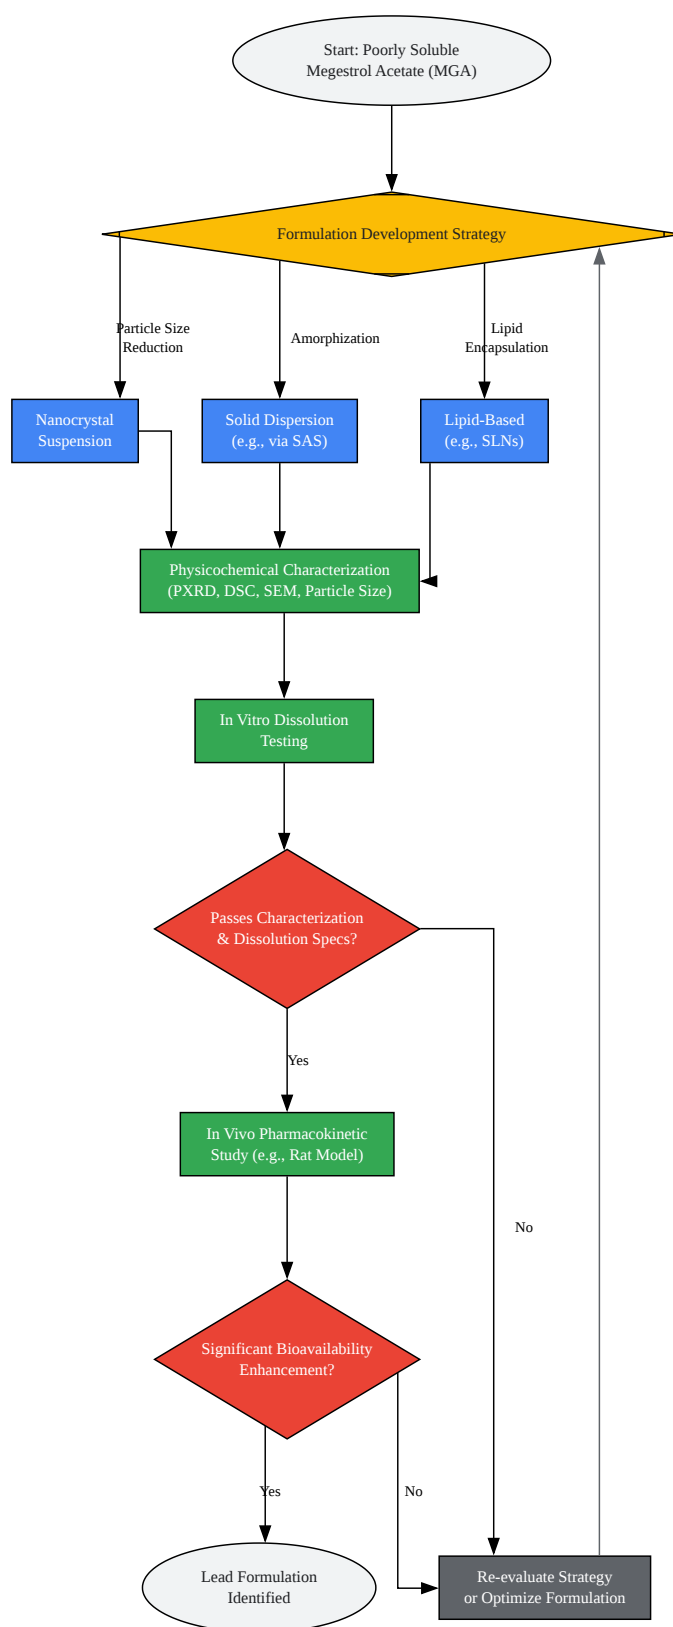 Start: Poorly Soluble
Megestrol Acetate (MGA)
Formulation Development Strategy
Particle Size
Reduction
Amorphization
Lipid
Encapsulation
Nanocrystal
Suspension
Solid Dispersion
(e.g., via SAS)
Lipid-Based
(e.g., SLNs)
Physicochemical Characterization
(PXRD, DSC, SEM, Particle Size)
In Vitro Dissolution
Testing
Passes Characterization
& Dissolution Specs?
Yes
In Vivo Pharmacokinetic
Study (e.g., Rat Model)
No
Significant Bioavailability
Enhancement?
Yes
No
Lead Formulation
Identified
Re-evaluate Strategy
or Optimize Formulation